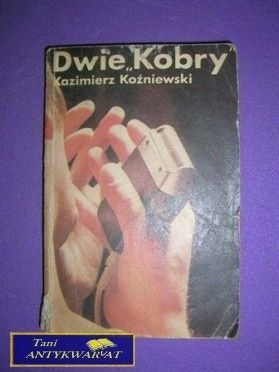 Dwie „Kobry
Kazimierz Koźniewski
Tani
ANTYKWARIAT